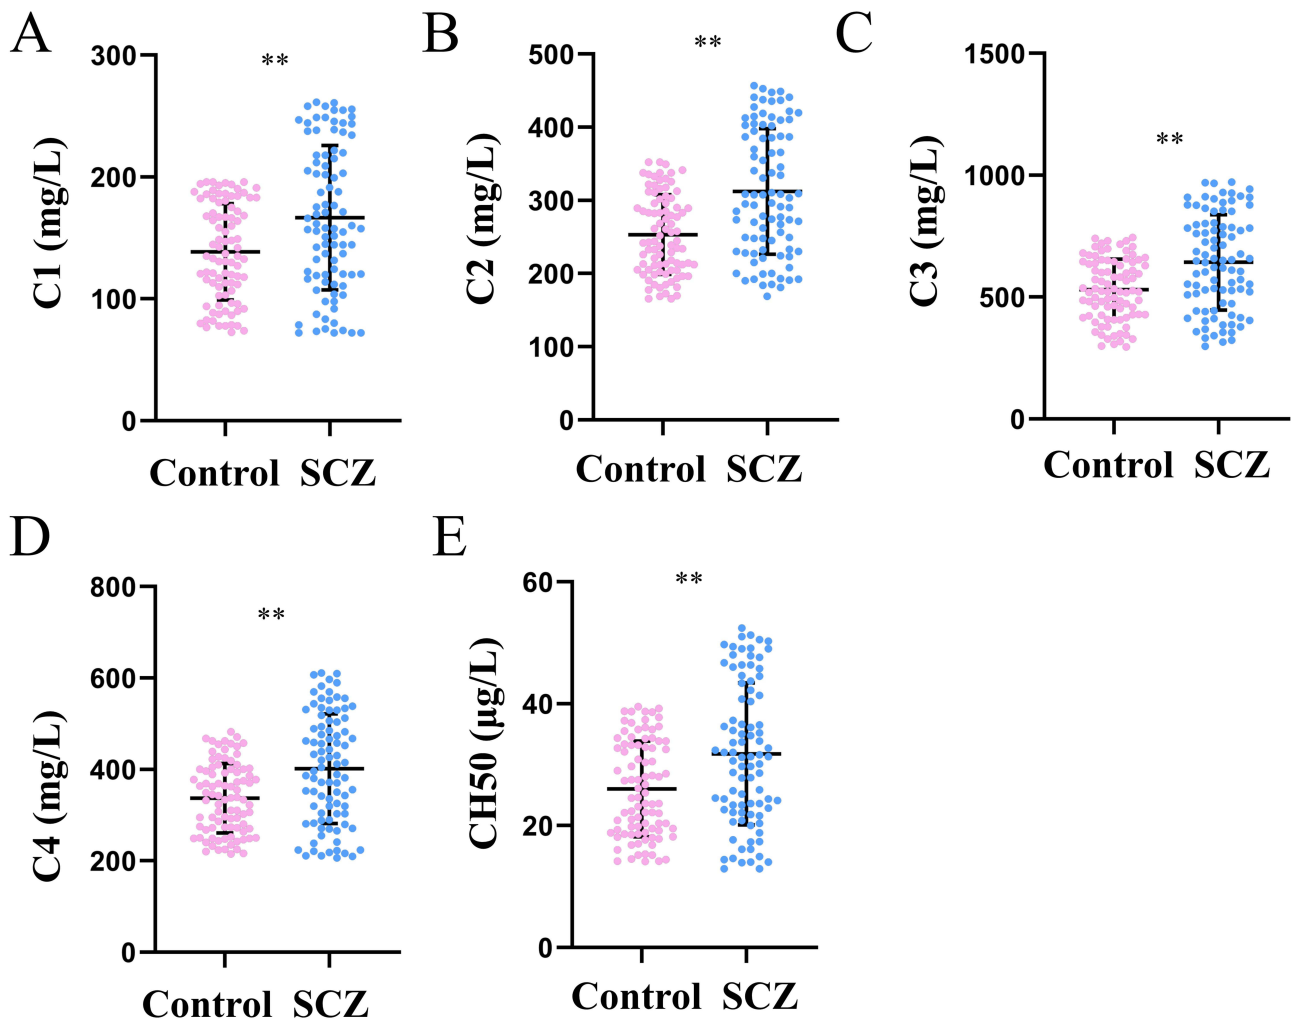 A
C1 (mg/L)
300
200
100
0
**
Control SCZ
B
C2 (mg/L)
500
400
300
200
100
0
**
Control SCZ
C
C3 (mg/L)
1500
1000
500
0
**
Control SCZ
D
C4 (mg/L)
800
600
400
200
0
**
Control SCZ
E
CH50 (μg/L)
60
40
20
0
**
Control SCZ